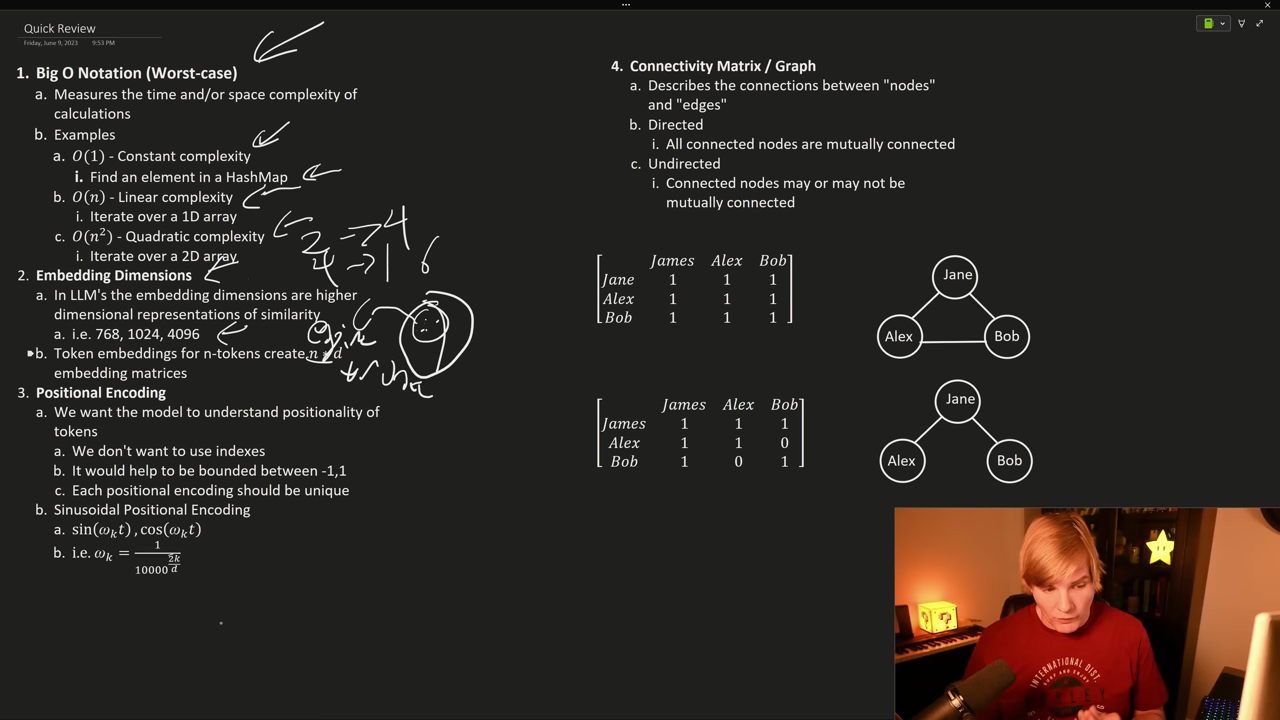 Quick Review
Friday, June 9, 2023 9:53 PM
1. Big O Notation (Worst-case)
a. Measures the time and/or space complexity of
calculations
b. Examples
a. O(1) - Constant complexity
i. Find an element in a HashMap
b. O(n) - Linear complexity
i. Iterate over a 1D array
c. O(n²) - Quadratic complexity
i. Iterate over a 2D array
2 → 4
4 → 16
2. Embedding Dimensions
a. In LLM's the embedding dimensions are higher
dimensional representations of similarity
a. i.e. 768, 1024, 4096
b. Token embeddings for n-tokens create n * d
embedding matrices
3. Positional Encoding
a. We want the model to understand positionality of
tokens
a. We don't want to use indexes
b. It would help to be bounded between -1,1
c. Each positional encoding should be unique
b. Sinusoidal Positional Encoding
a. sin(ωₖt), cos(ωₖt)
b. i.e. ωₖ = 1 / 10000^(2k/d)
4. Connectivity Matrix / Graph
a. Describes the connections between "nodes"
and "edges"
b. Directed
i. All connected nodes are mutually connected
c. Undirected
i. Connected nodes may or may not be
mutually connected
James Alex Bob
Jane 1 1 1
Alex 1 1 1
Bob 1 1 1
Jane
Alex Bob
James Alex Bob
James 1 1 1
Alex 1 1 0
Bob 1 0 1
Jane
Alex Bob
INTERNATIONAL DIST.